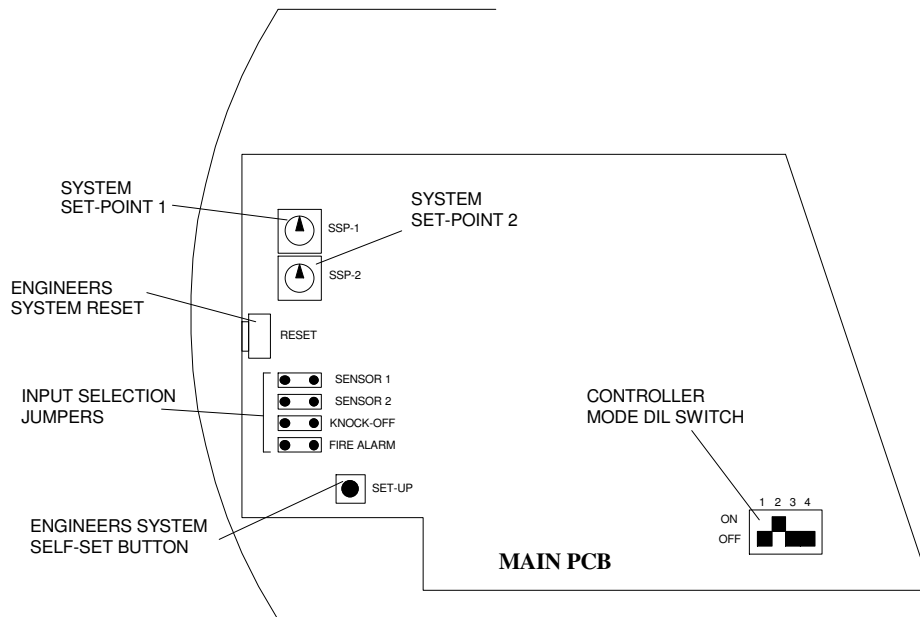 SYSTEM
SET-POINT 1
SYSTEM
SET-POINT 2
SSP-1
SSP-2
ENGINEERS
SYSTEM RESET
RESET
INPUT SELECTION
JUMPERS
SENSOR 1
SENSOR 2
KNOCK-OFF
FIRE ALARM
CONTROLLER
MODE DIL SWITCH
SET-UP
ENGINEERS SYSTEM
SELF-SET BUTTON
1 2 3 4
ON
OFF
MAIN PCB